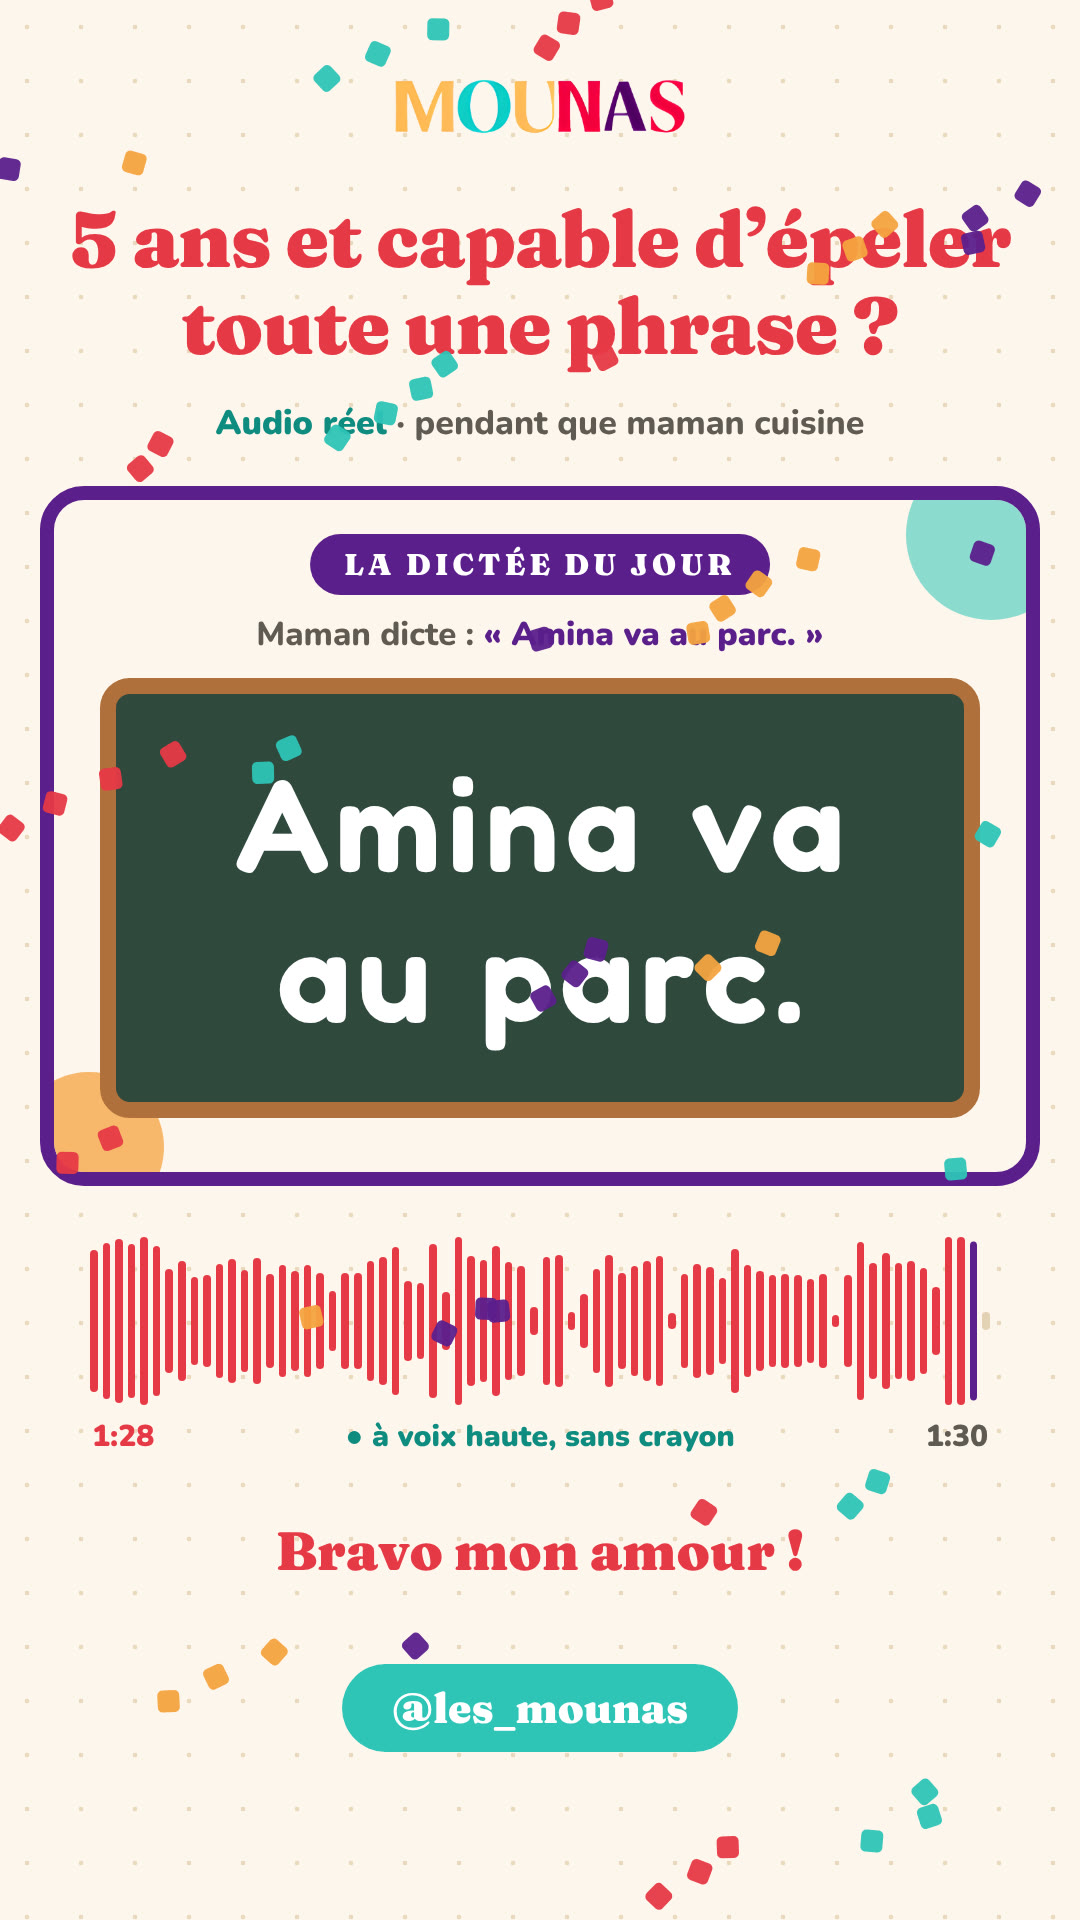 MOUNAS
5 ans et capable d’épeler
toute une phrase ?
Audio réel · pendant que maman cuisine
LA DICTÉE DU JOUR
Maman dicte : « Amina va au parc. »
Amina va
au parc.
1:28 • à voix haute, sans crayon 1:30
Bravo mon amour !
@les_mounas